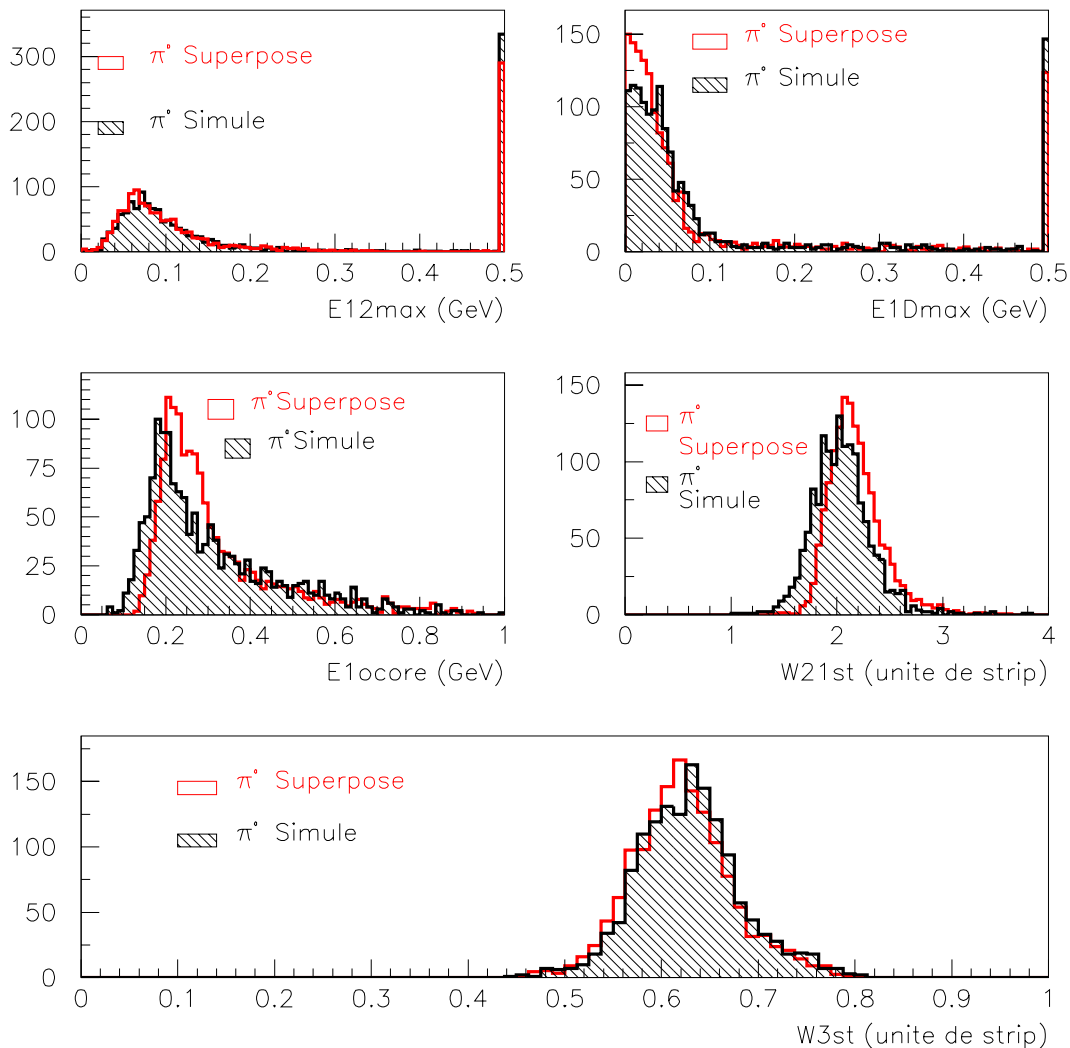 π° Superpose
π° Simule
300
200
100
0
0 0.1 0.2 0.3 0.4 0.5
E12max (GeV)
π° Superpose
π° Simule
150
100
50
0
0 0.1 0.2 0.3 0.4 0.5
E1Dmax (GeV)
π° Superpose
π° Simule
100
75
50
25
0
0 0.2 0.4 0.6 0.8 1
E1ocore (GeV)
π°
Superpose
π°
Simule
150
100
50
0
0 1 2 3 4
W21st (unite de strip)
π° Superpose
π° Simule
150
100
50
0
0 0.1 0.2 0.3 0.4 0.5 0.6 0.7 0.8 0.9 1
W3st (unite de strip)